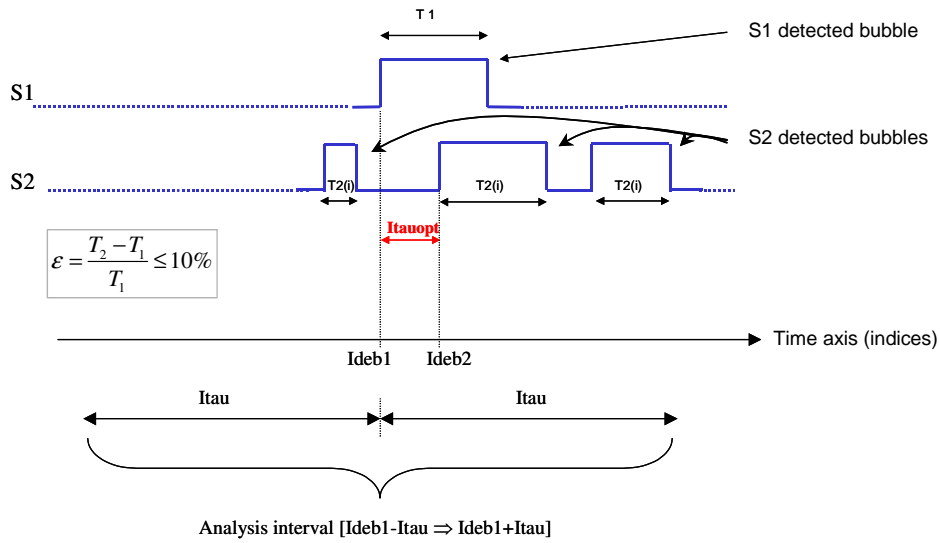 T 1
S1 detected bubble
S1
S2 detected bubbles
S2
T2(i)
T2(i)
T2(i)
Itauopt
ε = (T₂ − T₁) / T₁ ≤ 10%
Time axis (indices)
Ideb1
Ideb2
Itau
Itau
Analysis interval [Ideb1-Itau ⇒ Ideb1+Itau]